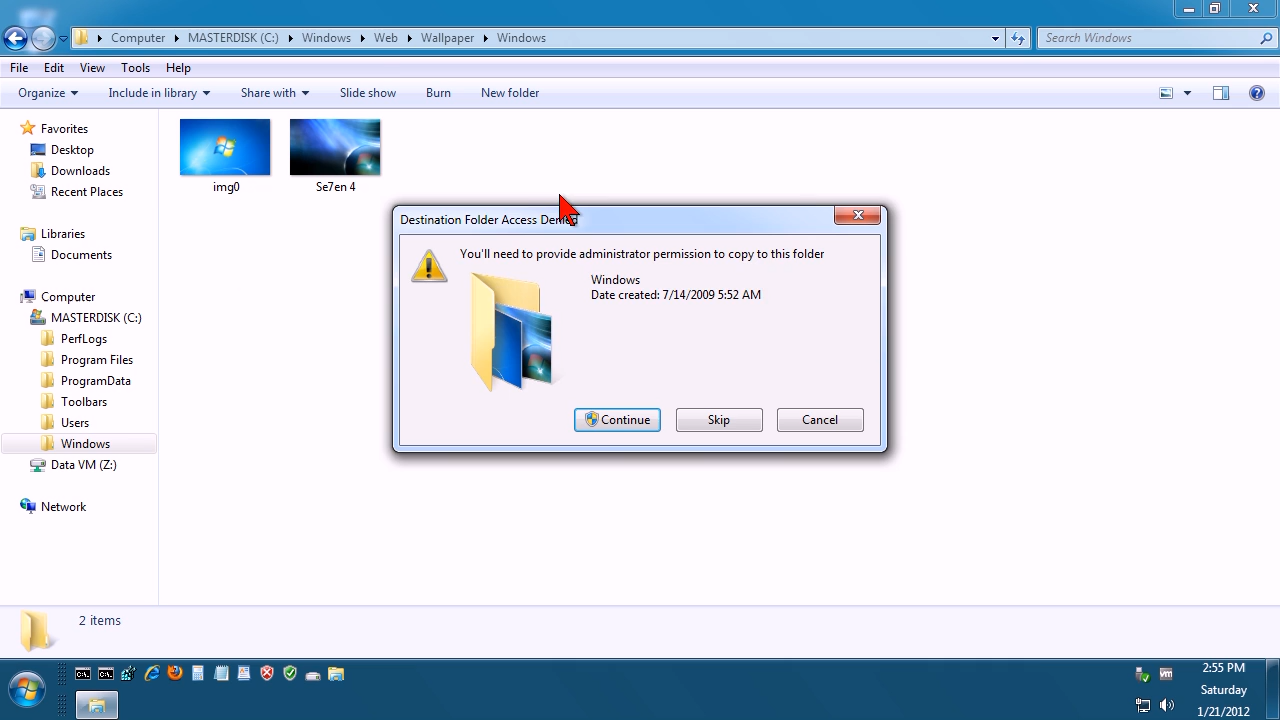 Computer MASTERDISK (C:) Windows Web Wallpaper Windows
Search Windows
File Edit View Tools Help
Organize Include in library Share with Slide show Burn New folder
Favorites
Desktop
Downloads
Recent Places
Libraries
Documents
Computer
MASTERDISK (C:)
PerfLogs
Program Files
ProgramData
Toolbars
Users
Windows
Data VM (Z:)
Network
img0
Se7en 4
Destination Folder Access Denied
You'll need to provide administrator permission to copy to this folder
Windows
Date created: 7/14/2009 5:52 AM
Continue Skip Cancel
2 items
2:55 PM
Saturday
1/21/2012